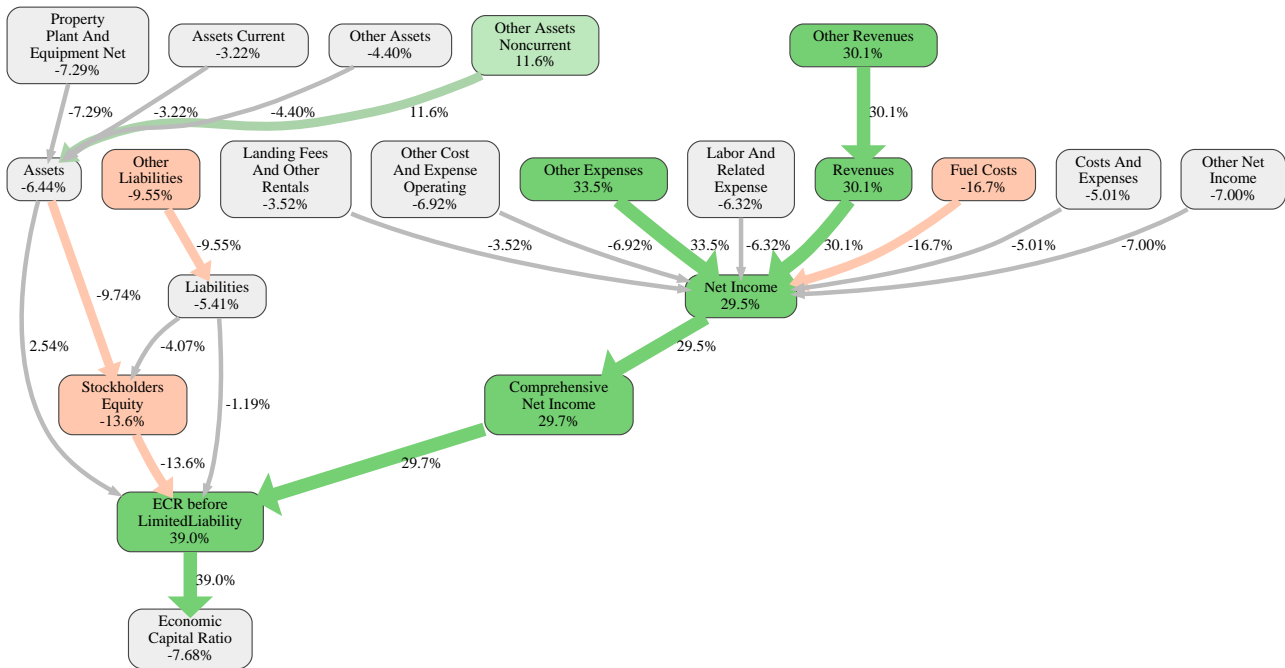 Property
Plant And
Equipment Net
-7.29%
Assets Current
-3.22%
Other Assets
-4.40%
Other Assets
Noncurrent
11.6%
Other Revenues
30.1%
-7.29%
-3.22%
-4.40%
11.6%
30.1%
Assets
-6.44%
Other
Liabilities
-9.55%
Landing Fees
And Other
Rentals
-3.52%
Other Cost
And Expense
Operating
-6.92%
Other Expenses
33.5%
Labor And
Related
Expense
-6.32%
Revenues
30.1%
Fuel Costs
-16.7%
Costs And
Expenses
-5.01%
Other Net
Income
-7.00%
-9.55%
-3.52%
-6.92%
33.5%
-6.32%
30.1%
-16.7%
-5.01%
-7.00%
-9.74%
Liabilities
-5.41%
Net Income
29.5%
2.54%
-4.07%
29.5%
Stockholders
Equity
-13.6%
-1.19%
Comprehensive
Net Income
29.7%
-13.6%
29.7%
ECR before
LimitedLiability
39.0%
39.0%
Economic
Capital Ratio
-7.68%